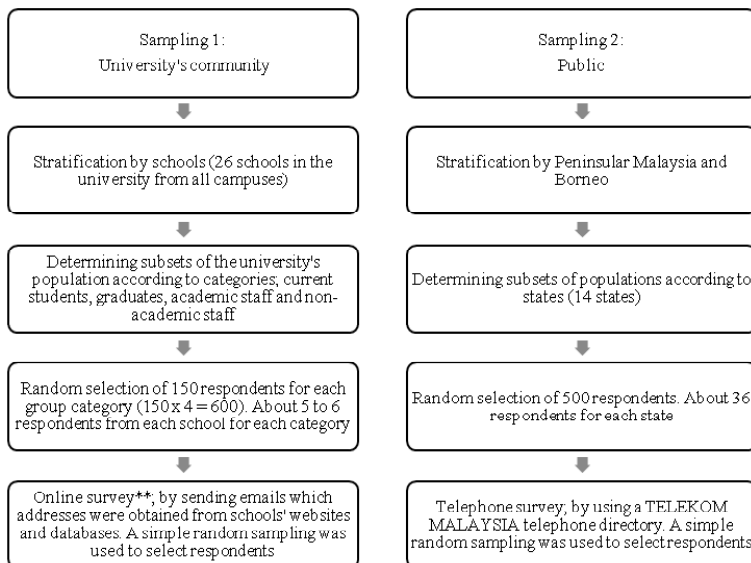 Sampling 1:
University's community
Stratification by schools (26 schools in the
university from all campuses)
Determining subsets of the university's
population according to categories; current
students, graduates, academic staff and non-
academic staff
Random selection of 150 respondents for each
group category (150 x 4 = 600). About 5 to 6
respondents from each school for each category
Online survey**; by sending emails which
addresses were obtained from schools' websites
and databases. A simple random sampling was
used to select respondents
Sampling 2:
Public
Stratification by Peninsular Malaysia and
Borneo
Determining subsets of populations according to
states (14 states)
Random selection of 500 respondents. About 36
respondents for each state
Telephone survey; by using a TELEKOM
MALAYSIA telephone directory. A simple
random sampling was used to select respondents